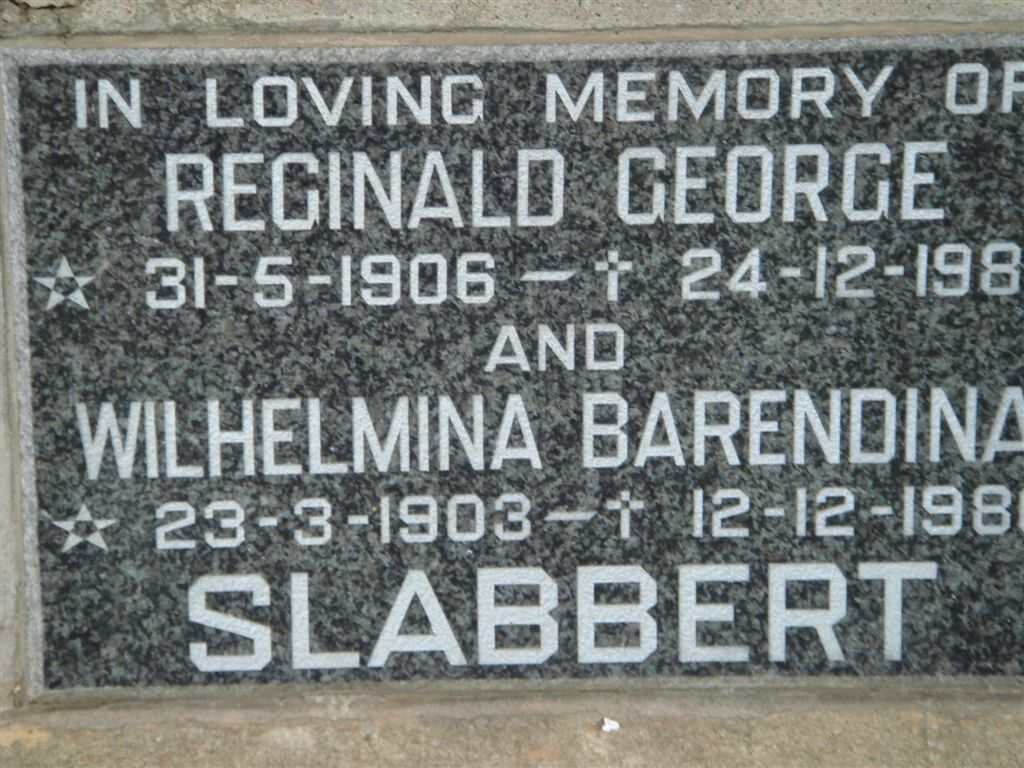 IN LOVING MEMORY OF
REGINALD GEORGE
31-5-1906 — † 24-12-198
AND
WILHELMINA BARENDINA
23-3-1903 — † 12-12-198
SLABBERT